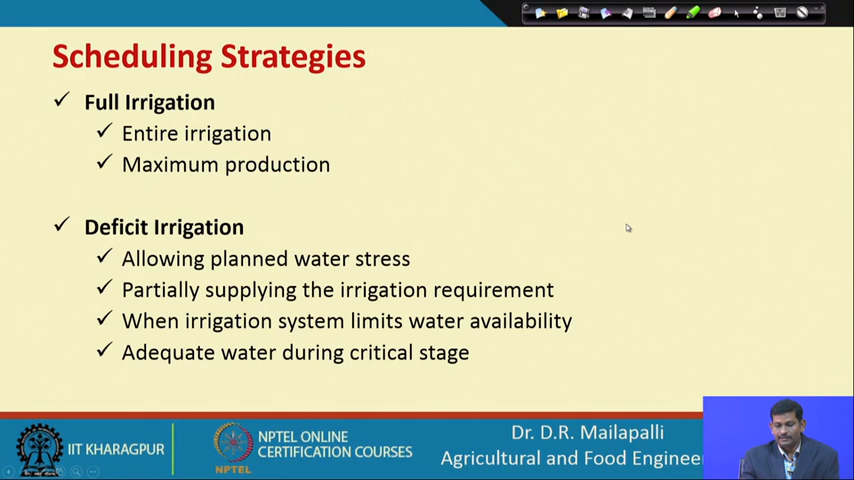 Scheduling Strategies
Full Irrigation
Entire irrigation
Maximum production
Deficit Irrigation
Allowing planned water stress
Partially supplying the irrigation requirement
When irrigation system limits water availability
Adequate water during critical stage
IIT KHARAGPUR
NPTEL
NPTEL ONLINE
CERTIFICATION COURSES
Dr. D.R. Mailapalli
Agricultural and Food Engineer